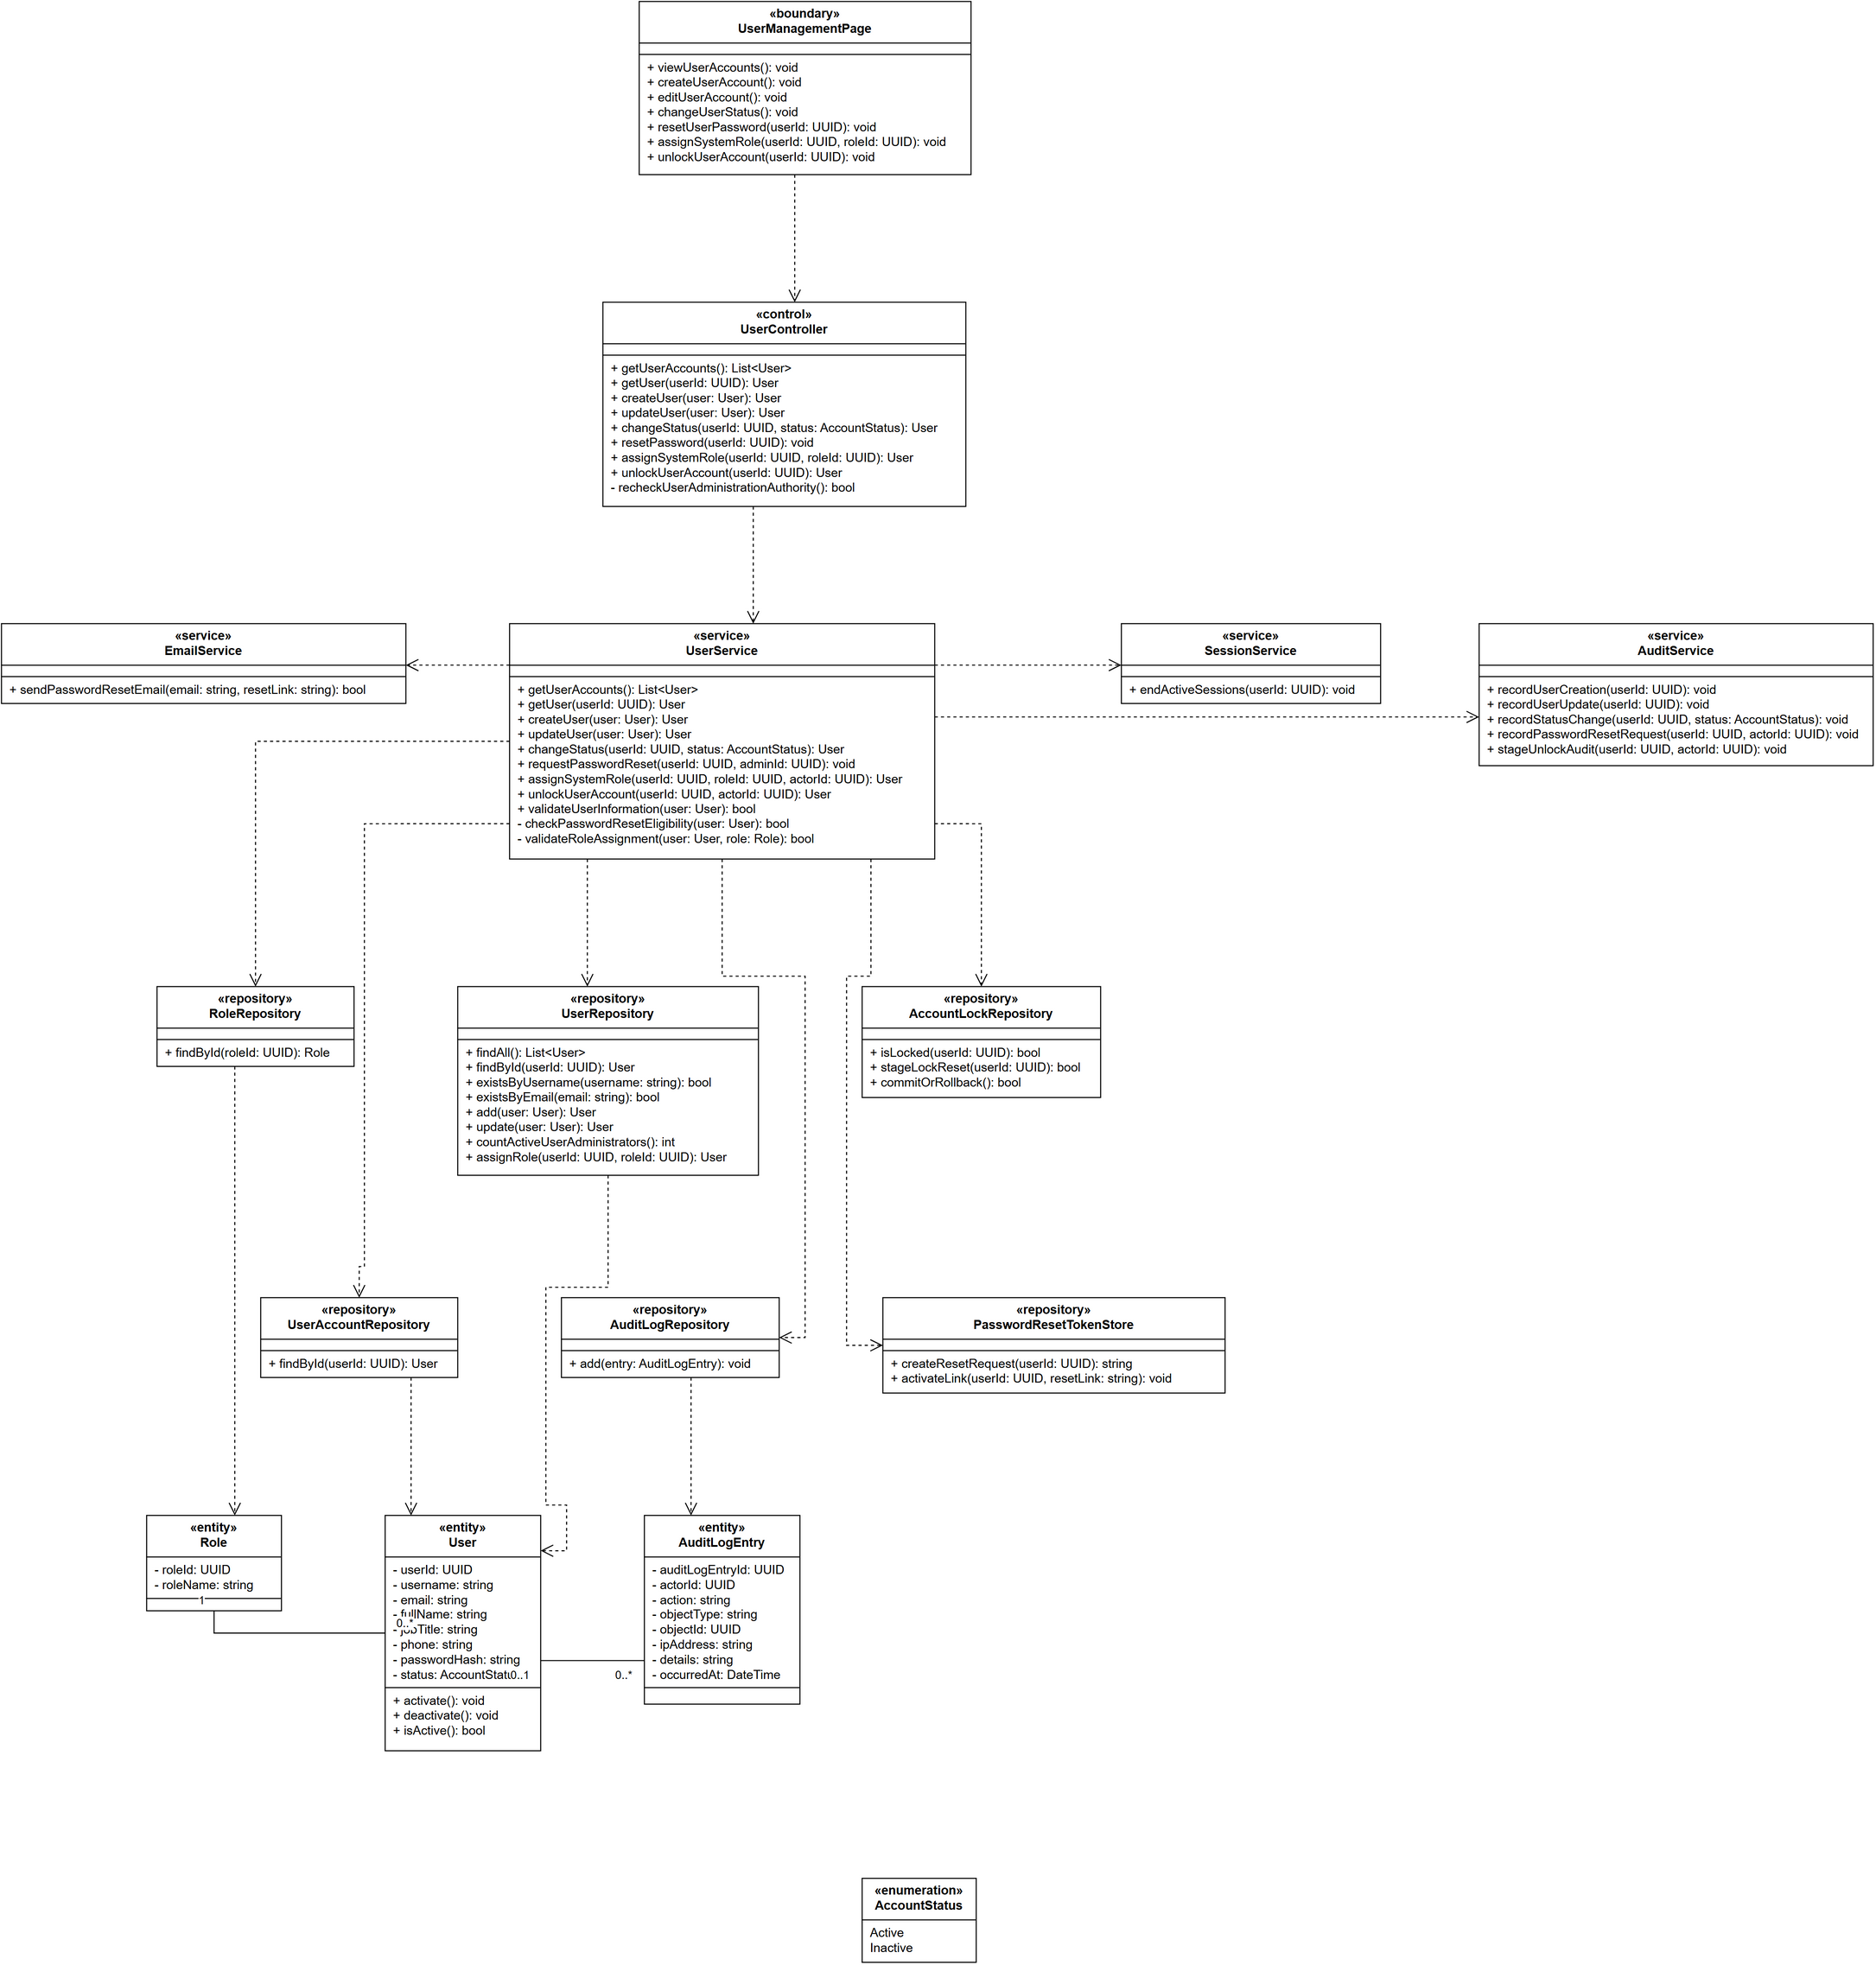 «boundary»
UserManagementPage
+ viewUserAccounts(): void
+ createUserAccount(): void
+ editUserAccount(): void
+ changeUserStatus(): void
+ resetUserPassword(userId: UUID): void
+ assignSystemRole(userId: UUID, roleId: UUID): void
+ unlockUserAccount(userId: UUID): void
«control»
UserController
+ getUserAccounts(): List<User>
+ getUser(userId: UUID): User
+ createUser(user: User): User
+ updateUser(user: User): User
+ changeStatus(userId: UUID, status: AccountStatus): User
+ resetPassword(userId: UUID): void
+ assignSystemRole(userId: UUID, roleId: UUID): User
+ unlockUserAccount(userId: UUID): User
- recheckUserAdministrationAuthority(): bool
«service»
EmailService
+ sendPasswordResetEmail(email: string, resetLink: string): bool
«service»
UserService
+ getUserAccounts(): List<User>
+ getUser(userId: UUID): User
+ createUser(user: User): User
+ updateUser(user: User): User
+ changeStatus(userId: UUID, status: AccountStatus): User
+ requestPasswordReset(userId: UUID, adminId: UUID): void
+ assignSystemRole(userId: UUID, roleId: UUID, actorId: UUID): User
+ unlockUserAccount(userId: UUID, actorId: UUID): User
+ validateUserInformation(user: User): bool
- checkPasswordResetEligibility(user: User): bool
- validateRoleAssignment(user: User, role: Role): bool
«service»
SessionService
+ endActiveSessions(userId: UUID): void
«service»
AuditService
+ recordUserCreation(userId: UUID): void
+ recordUserUpdate(userId: UUID): void
+ recordStatusChange(userId: UUID, status: AccountStatus): void
+ recordPasswordResetRequest(userId: UUID, actorId: UUID): void
+ stageUnlockAudit(userId: UUID, actorId: UUID): void
«repository»
RoleRepository
+ findById(roleId: UUID): Role
«repository»
UserRepository
+ findAll(): List<User>
+ findById(userId: UUID): User
+ existsByUsername(username: string): bool
+ existsByEmail(email: string): bool
+ add(user: User): User
+ update(user: User): User
+ countActiveUserAdministrators(): int
+ assignRole(userId: UUID, roleId: UUID): User
«repository»
AccountLockRepository
+ isLocked(userId: UUID): bool
+ stageLockReset(userId: UUID): bool
+ commitOrRollback(): bool
«repository»
UserAccountRepository
+ findById(userId: UUID): User
«repository»
AuditLogRepository
+ add(entry: AuditLogEntry): void
«repository»
PasswordResetTokenStore
+ createResetRequest(userId: UUID): string
+ activateLink(userId: UUID, resetLink: string): void
«entity»
Role
- roleId: UUID
- roleName: string
1
«entity»
User
- userId: UUID
- username: string
- email: string
- fullName: string
0..*
- jobTitle: string
- phone: string
- passwordHash: string
- status: AccountStatu
0..1
+ activate(): void
+ deactivate(): void
+ isActive(): bool
0..*
«entity»
AuditLogEntry
- auditLogEntryId: UUID
- actorId: UUID
- action: string
- objectType: string
- objectId: UUID
- ipAddress: string
- details: string
- occurredAt: DateTime
«enumeration»
AccountStatus
Active
Inactive